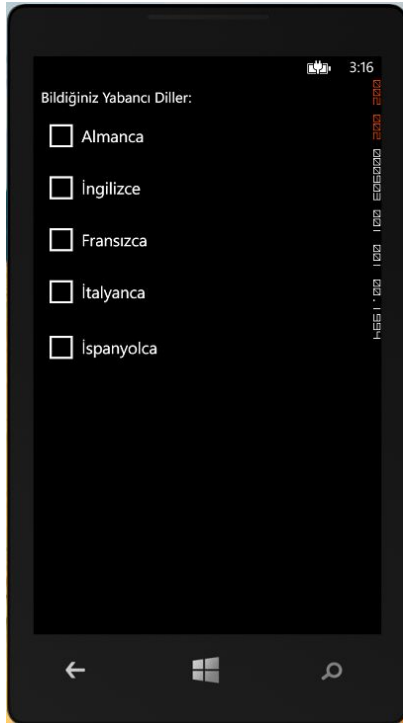 3:16
Bildiğiniz Yabancı Diller:
Almanca
İngilizce
Fransızca
İtalyanca
İspanyolca